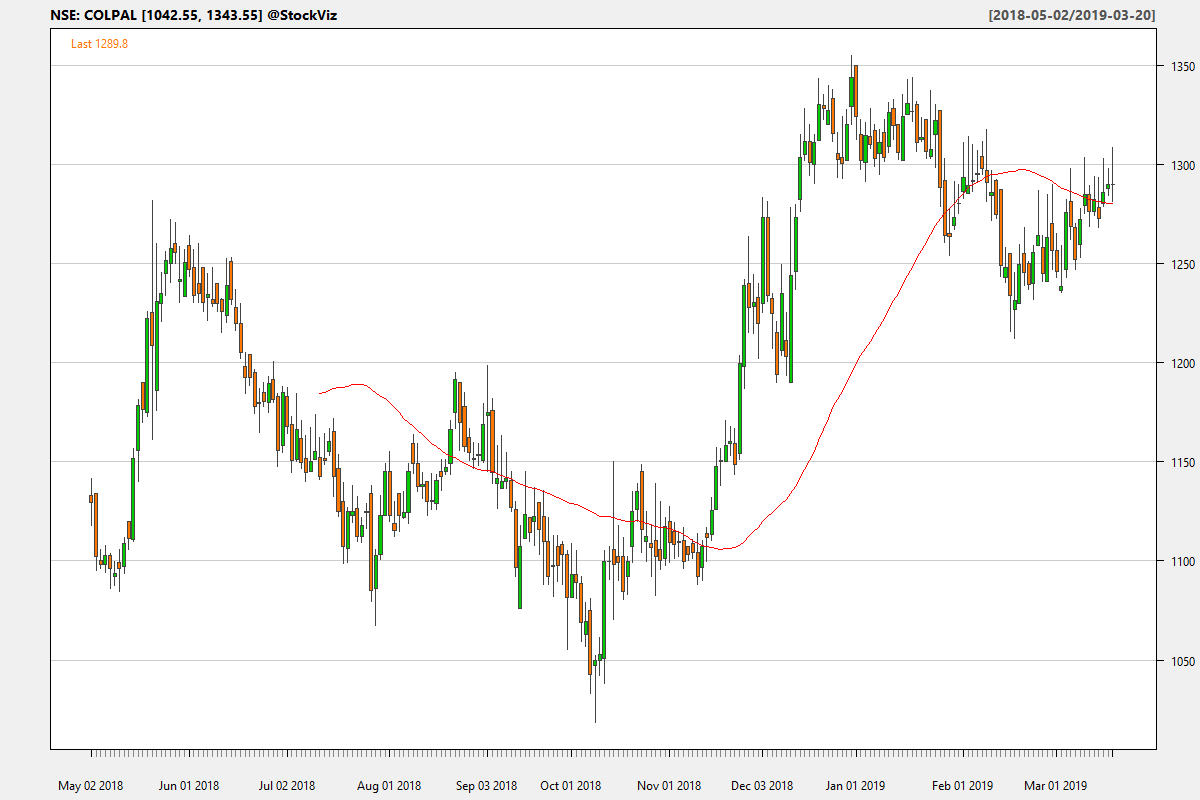 NSE: COLPAL [1042.55, 1343.55] @StockViz
[2018-05-02/2019-03-20]
Last 1289.8
1350
1300
1250
1200
1150
1100
1050
May 02 2018
Jun 01 2018
Jul 02 2018
Aug 01 2018
Sep 03 2018
Oct 01 2018
Nov 01 2018
Dec 03 2018
Jan 01 2019
Feb 01 2019
Mar 01 2019